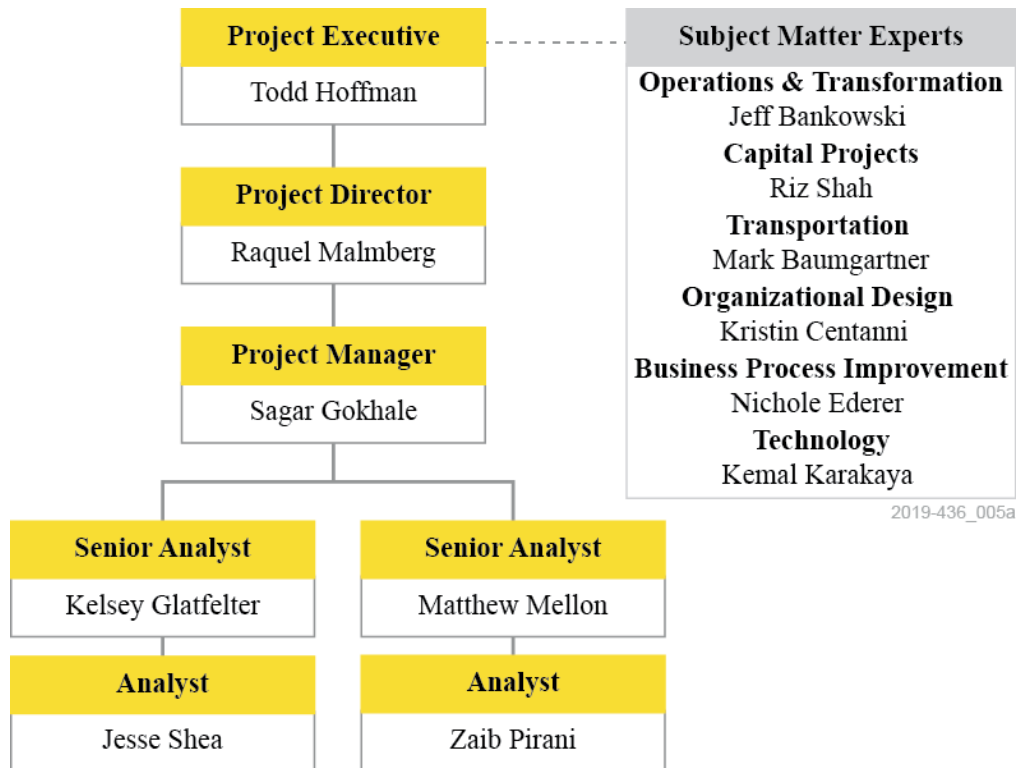 Project Executive
Todd Hoffman
Project Director
Raquel Malmberg
Project Manager
Sagar Gokhale
Senior Analyst
Kelsey Glatfelter
Analyst
Jesse Shea
Senior Analyst
Matthew Mellon
Analyst
Zaib Pirani
Subject Matter Experts
Operations & Transformation
Jeff Bankowski
Capital Projects
Riz Shah
Transportation
Mark Baumgartner
Organizational Design
Kristin Centanni
Business Process Improvement
Nichole Ederer
Technology
Kemal Karakaya
2019-436_005a